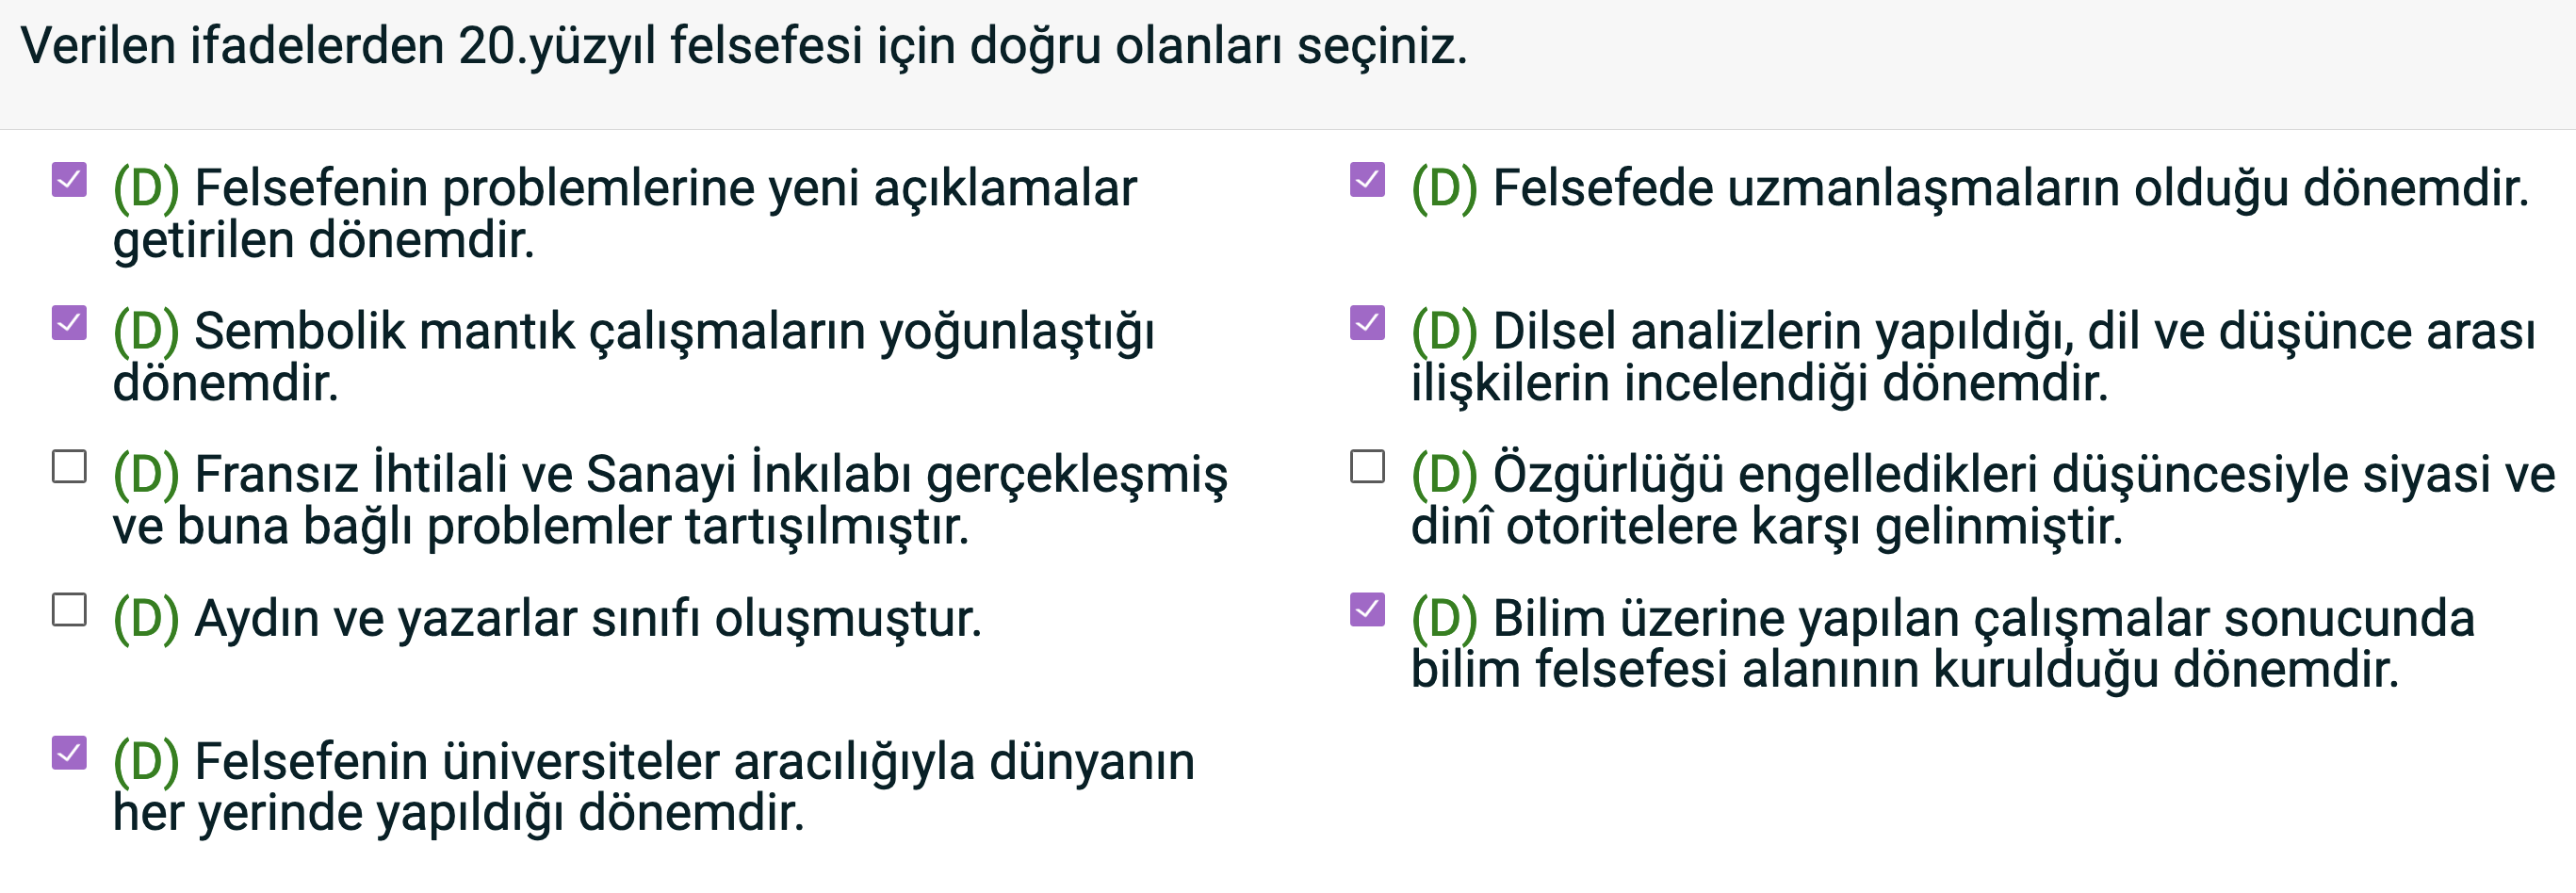 Verilen ifadelerden 20.yüzyıl felsefesi için doğru olanları seçiniz.
(D) Felsefenin problemlerine yeni açıklamalar
getirilen dönemdir.
(D) Felsefede uzmanlaşmaların olduğu dönemdir.
(D) Sembolik mantık çalışmaların yoğunlaştığı
dönemdir.
(D) Dilsel analizlerin yapıldığı, dil ve düşünce arası
ilişkilerin incelendiği dönemdir.
(D) Fransız İhtilali ve Sanayi İnkılabı gerçekleşmiş
ve buna bağlı problemler tartışılmıştır.
(D) Özgürlüğü engelledikleri düşüncesiyle siyasi ve
dinî otoritelere karşı gelinmiştir.
(D) Aydın ve yazarlar sınıfı oluşmuştur.
(D) Bilim üzerine yapılan çalışmalar sonucunda
bilim felsefesi alanının kurulduğu dönemdir.
(D) Felsefenin üniversiteler aracılığıyla dünyanın
her yerinde yapıldığı dönemdir.